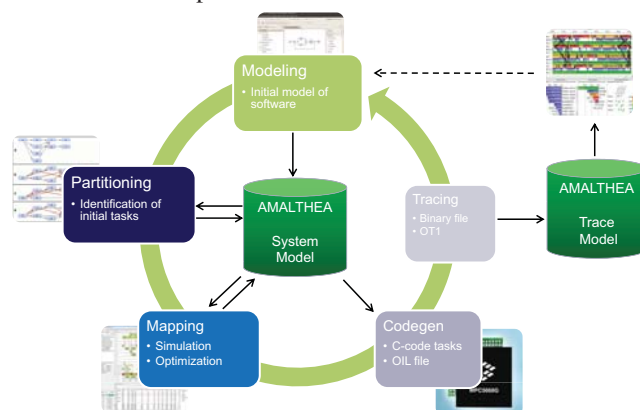 Modeling
• Initial model of
software
Partitioning
• Identification of
initial tasks
AMALTHEA
System
Model
Tracing
• Binary file
• OT1
AMALTHEA
Trace
Model
Mapping
• Simulation
• Optimization
Codegen
• C-code tasks
• OIL file